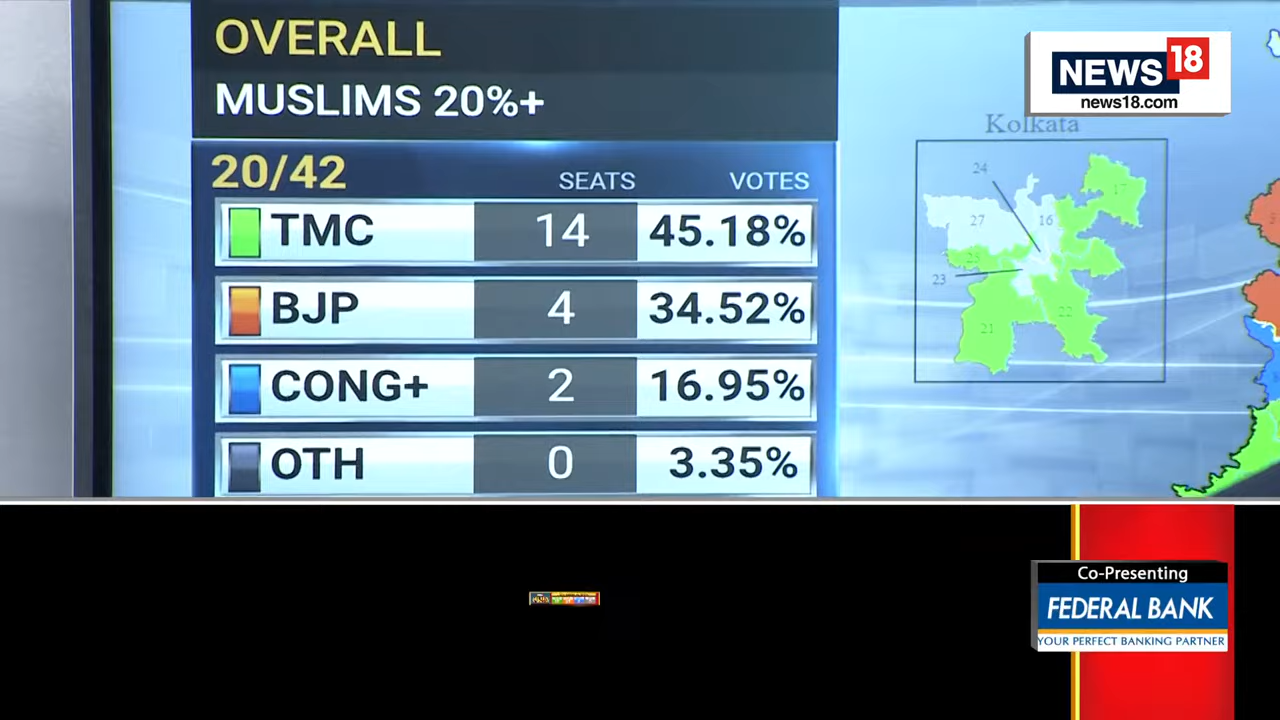 OVERALL
MUSLIMS 20%+
20/42 SEATS VOTES
TMC 14 45.18%
BJP 4 34.52%
CONG+ 2 16.95%
OTH 0 3.35%
NEWS 18
news18.com
Kolkata
24
17
27
16
25
23
22
21
Co-Presenting
FEDERAL BANK
YOUR PERFECT BANKING PARTNER